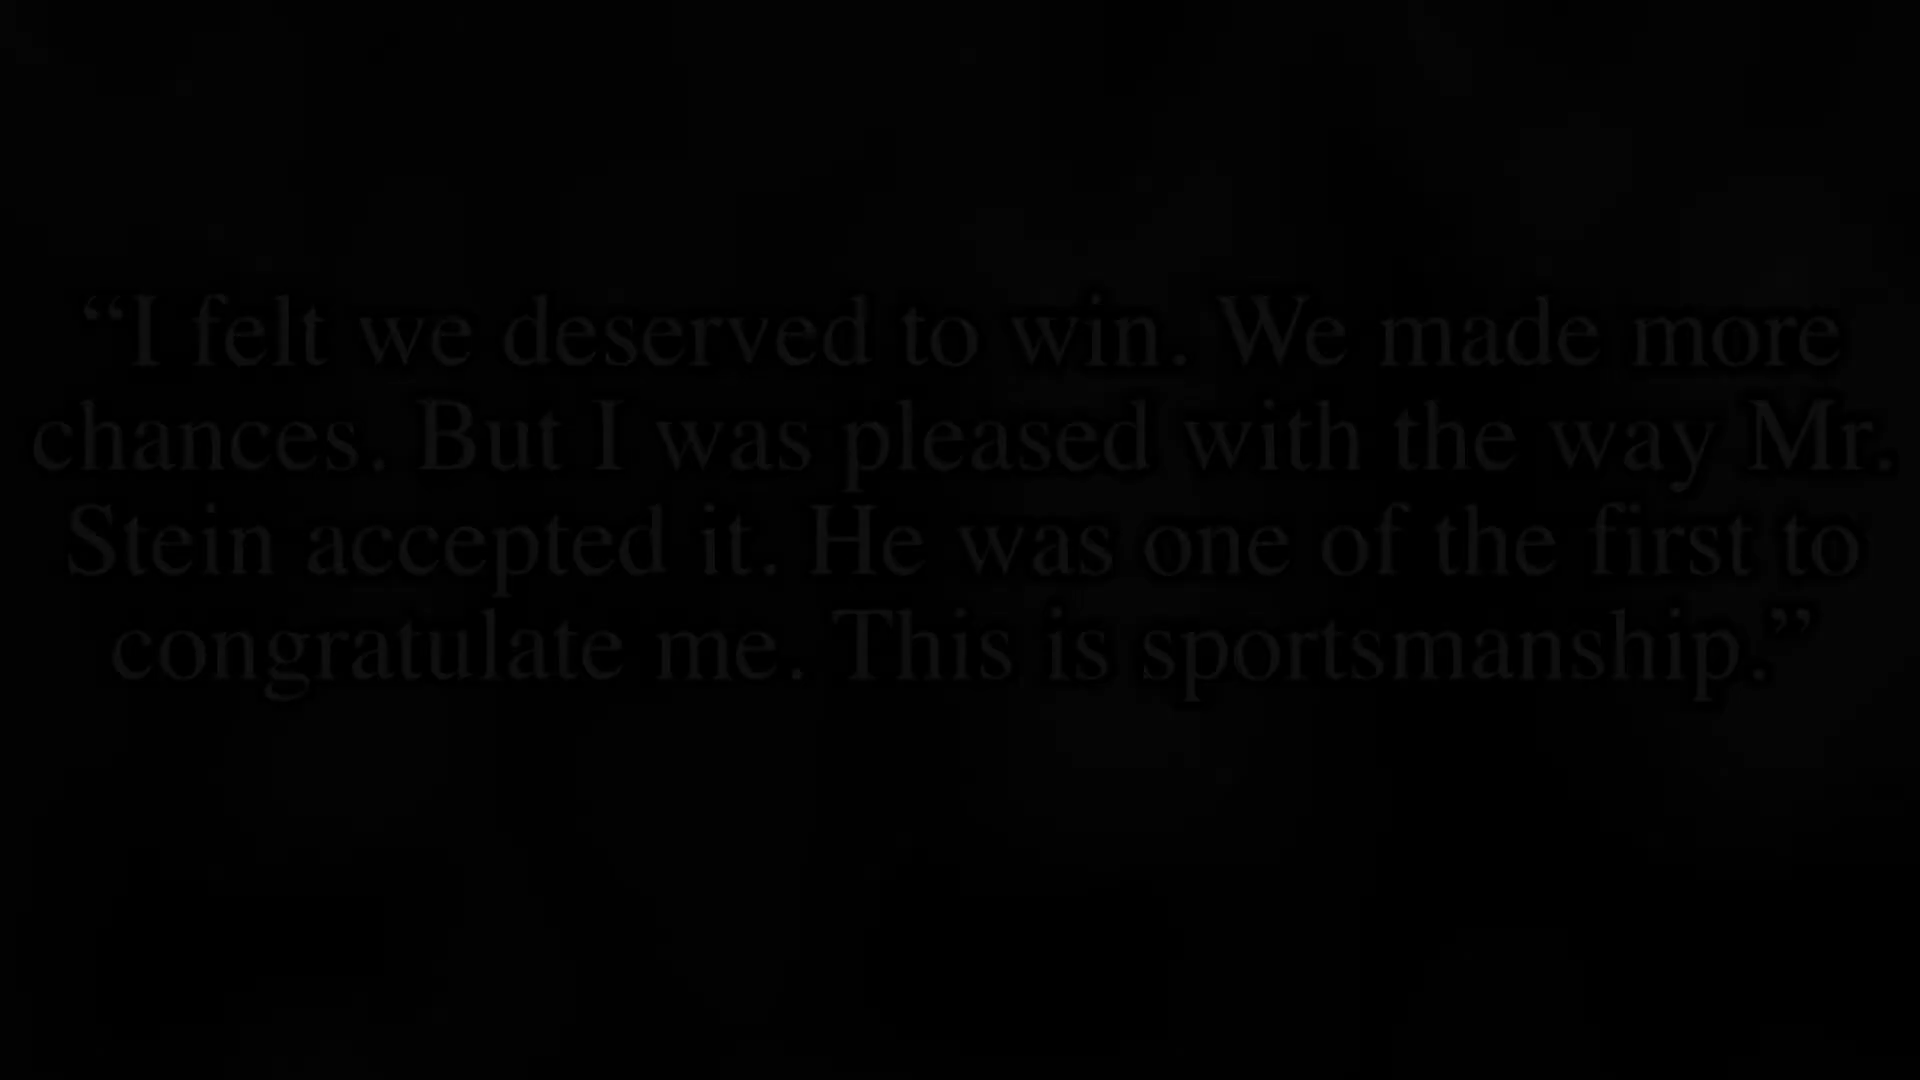 “I felt we deserved to win. We made more
chances. But I was pleased with the way Mr.
Stein accepted it. He was one of the first to
congratulate me. This is sportsmanship.”